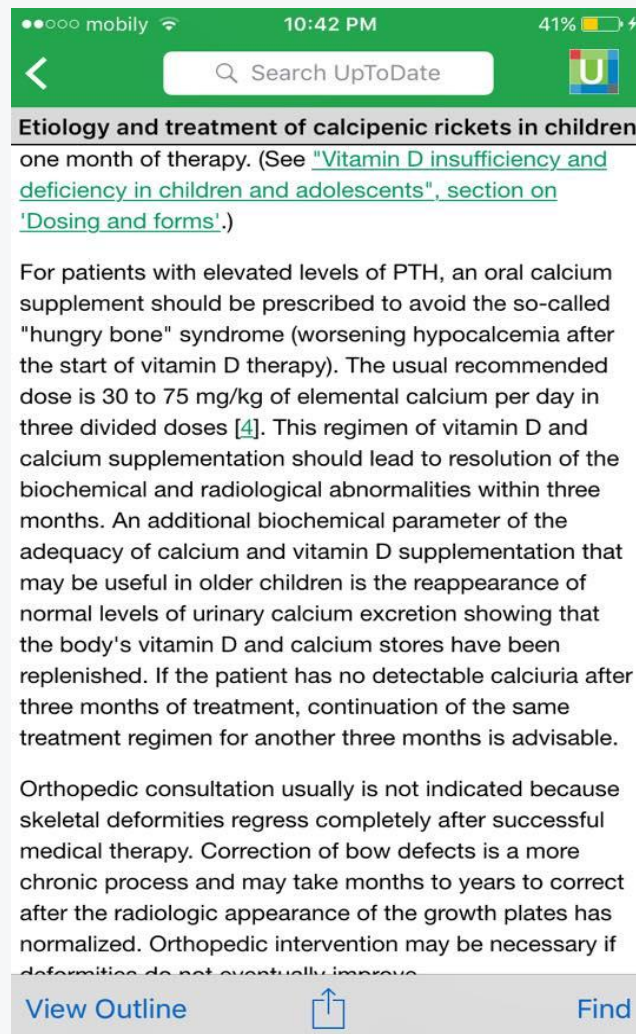 mobily
10:42 PM
41%
Search UpToDate
U
Etiology and treatment of calcipenic rickets in children
one month of therapy. (See "Vitamin D insufficiency and
deficiency in children and adolescents", section on
'Dosing and forms'.)
For patients with elevated levels of PTH, an oral calcium
supplement should be prescribed to avoid the so-called
"hungry bone" syndrome (worsening hypocalcemia after
the start of vitamin D therapy). The usual recommended
dose is 30 to 75 mg/kg of elemental calcium per day in
three divided doses [4]. This regimen of vitamin D and
calcium supplementation should lead to resolution of the
biochemical and radiological abnormalities within three
months. An additional biochemical parameter of the
adequacy of calcium and vitamin D supplementation that
may be useful in older children is the reappearance of
normal levels of urinary calcium excretion showing that
the body's vitamin D and calcium stores have been
replenished. If the patient has no detectable calciuria after
three months of treatment, continuation of the same
treatment regimen for another three months is advisable.
Orthopedic consultation usually is not indicated because
skeletal deformities regress completely after successful
medical therapy. Correction of bow defects is a more
chronic process and may take months to years to correct
after the radiologic appearance of the growth plates has
normalized. Orthopedic intervention may be necessary if
deformities do not eventually improve
View Outline
Find